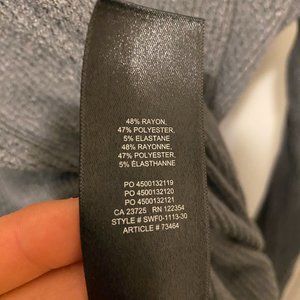 48% RAYON,
47% POLYESTER,
5% ELASTANE
48% RAYONNE,
47% POLYESTER,
5% ÉLASTHANNE
PO 4500132119
PO 4500132120
PO 4500132121
CA 23725 RN 122354
STYLE # SWF0-1113-30
ARTICLE # 73464